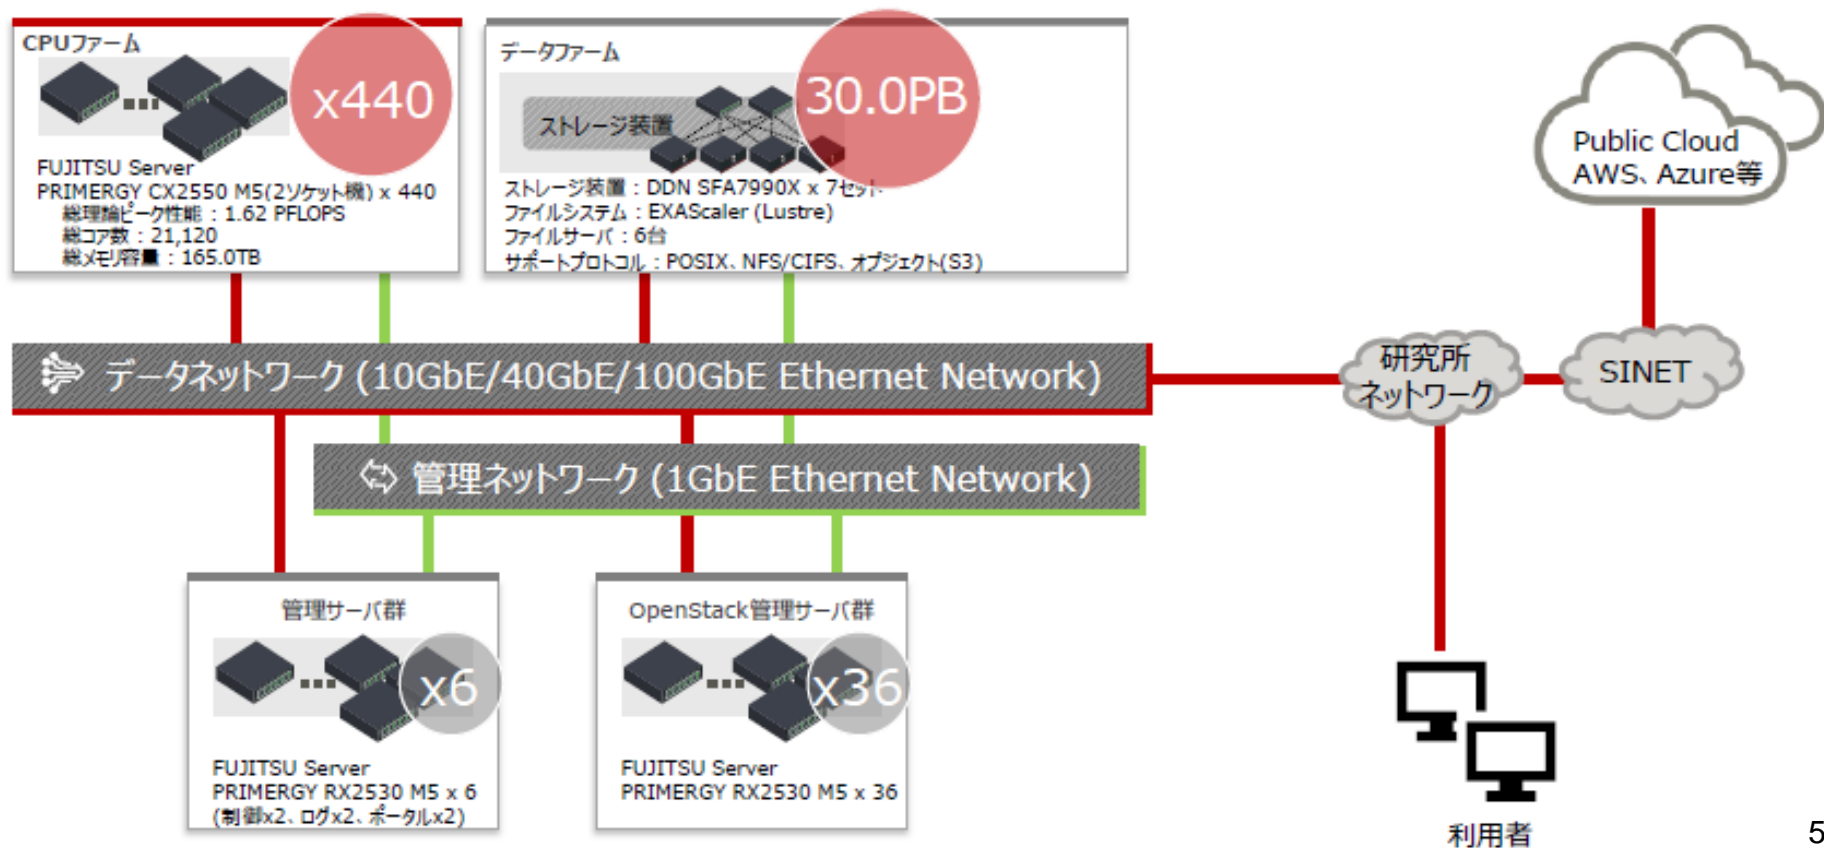 CPUファーム
x440
FUJITSU Server
PRIMERGY CX2550 M5(2ソケット機) x 440
総理論ピーク性能：1.62 PFLOPS
総コア数：21,120
総メモリ容量：165.0TB
データファーム
30.0PB
ストレージ装置
ストレージ装置：DDN SFA7990X x 7セット
ファイルシステム：EXAScaler (Lustre)
ファイルサーバ：6台
サポートプロトコル：POSIX、NFS/CIFS、オブジェクト(S3)
Public Cloud
AWS、Azure等
データネットワーク (10GbE/40GbE/100GbE Ethernet Network)
研究所
ネットワーク
SINET
管理ネットワーク (1GbE Ethernet Network)
管理サーバ群
x6
FUJITSU Server
PRIMERGY RX2530 M5 x 6
(制御x2、ログx2、ポータルx2)
OpenStack管理サーバ群
x36
FUJITSU Server
PRIMERGY RX2530 M5 x 36
利用者
5